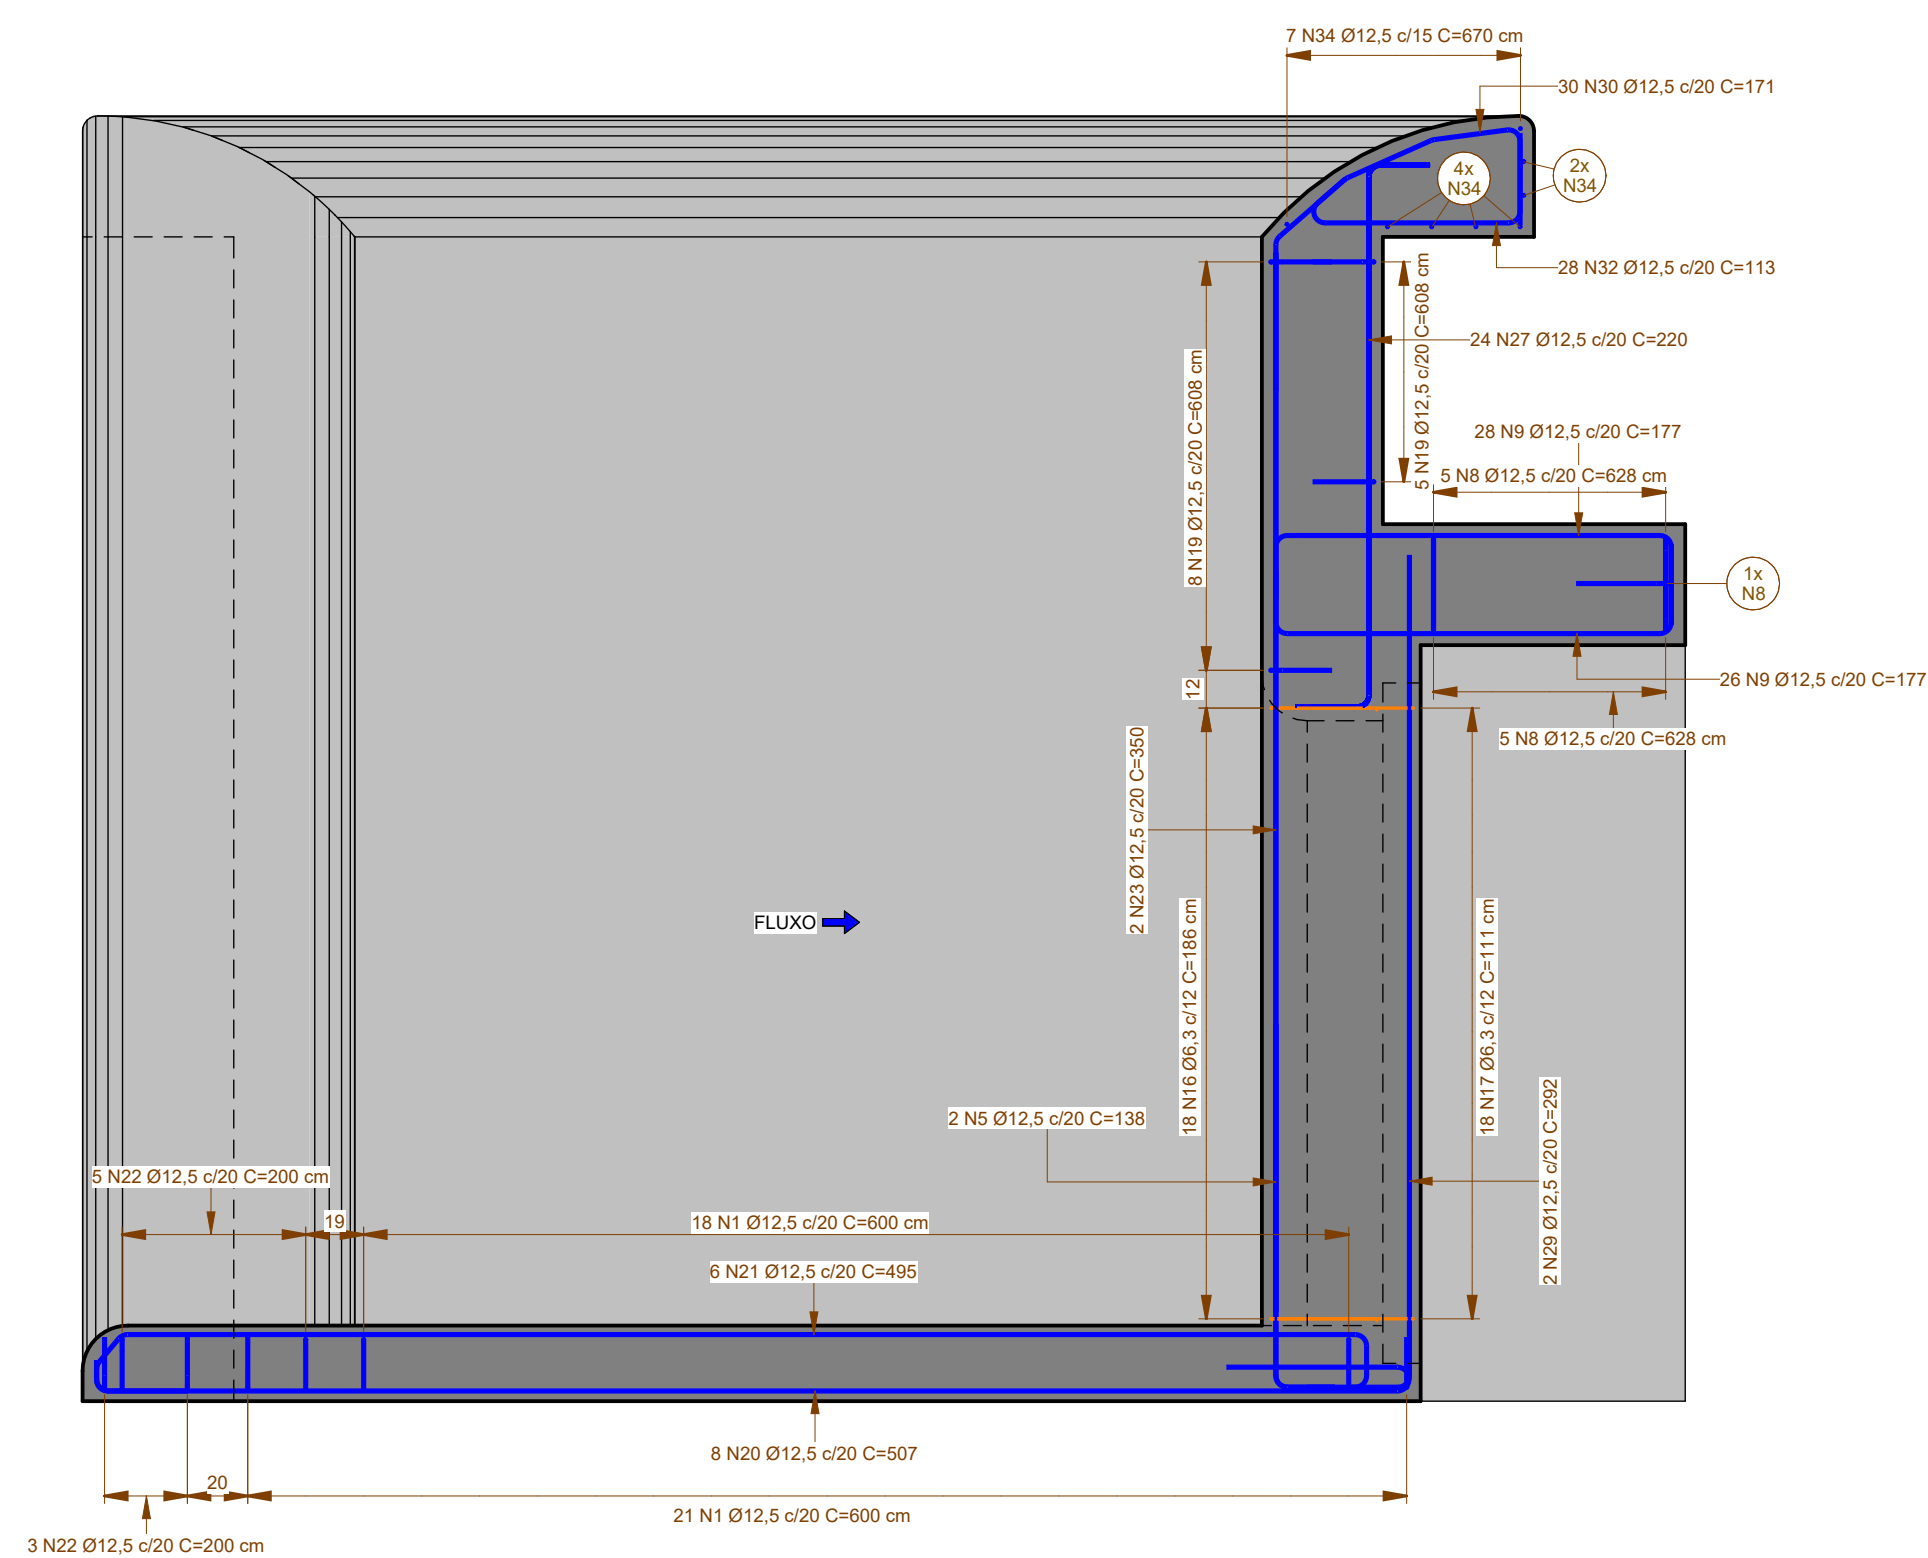 7 N34 Ø12,5 c/15 C=670 cm
30 N30 Ø12,5 c/20 C=171
4x
N34
2x
N34
28 N32 Ø12,5 c/20 C=113
5 N19 Ø12,5 c/20 C=608 cm
8 N19 Ø12,5 c/20 C=608 cm
24 N27 Ø12,5 c/20 C=220
28 N9 Ø12,5 c/20 C=177
5 N8 Ø12,5 c/20 C=628 cm
1x
N8
12
26 N9 Ø12,5 c/20 C=177
5 N8 Ø12,5 c/20 C=628 cm
2 N23 Ø12,5 c/20 C=350
FLUXO
18 N16 Ø6,3 c/12 C=186 cm
18 N17 Ø6,3 c/12 C=111 cm
2 N29 Ø12,5 c/20 C=292
2 N5 Ø12,5 c/20 C=138
5 N22 Ø12,5 c/20 C=200 cm
19
18 N1 Ø12,5 c/20 C=600 cm
6 N21 Ø12,5 c/20 C=495
8 N20 Ø12,5 c/20 C=507
20
21 N1 Ø12,5 c/20 C=600 cm
3 N22 Ø12,5 c/20 C=200 cm